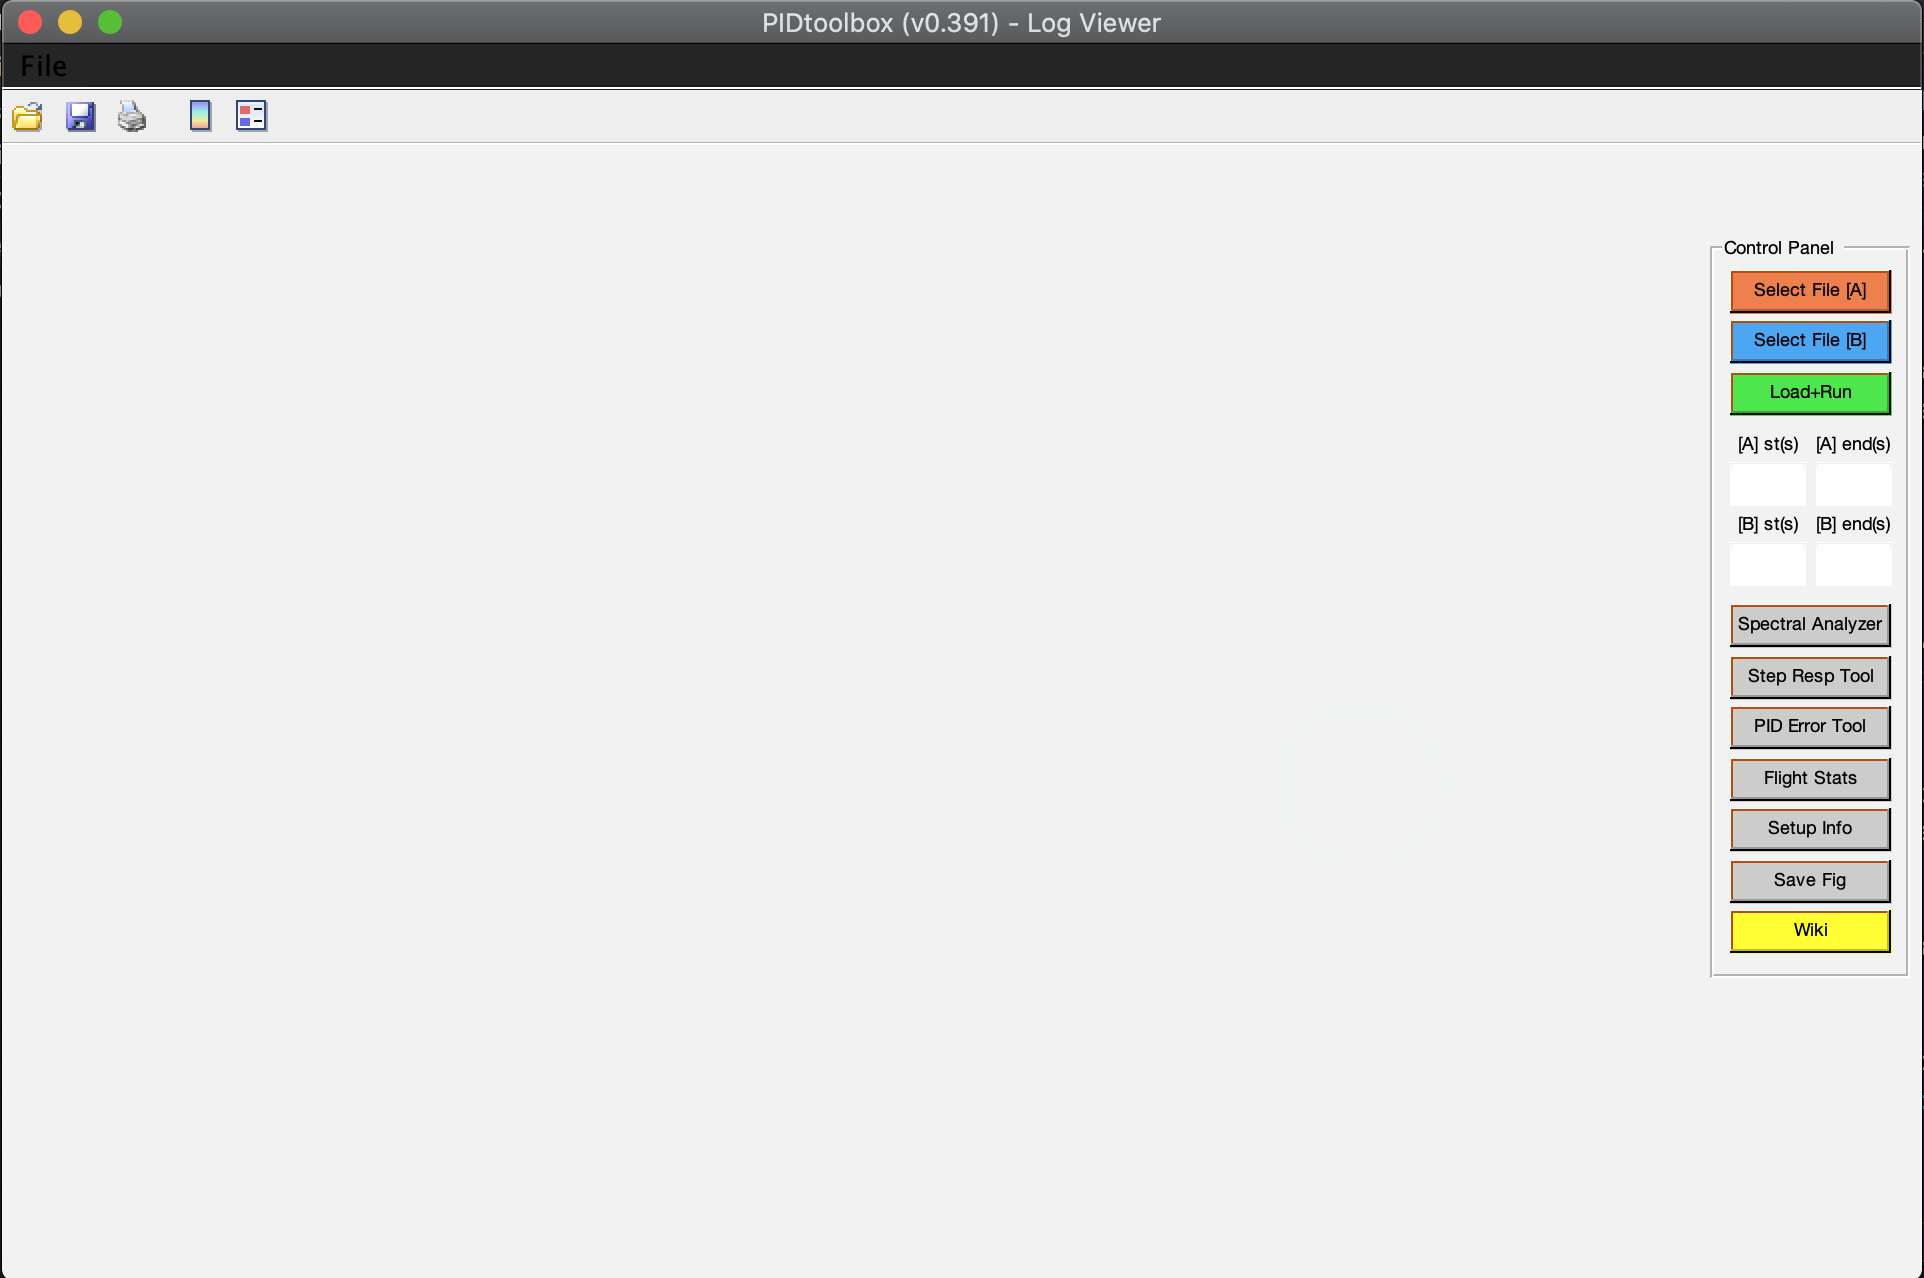 PIDtoolbox (v0.391) - Log Viewer
File
Control Panel
Select File [A]
Select File [B]
Load+Run
[A] st(s) [A] end(s)
[B] st(s) [B] end(s)
Spectral Analyzer
Step Resp Tool
PID Error Tool
Flight Stats
Setup Info
Save Fig
Wiki